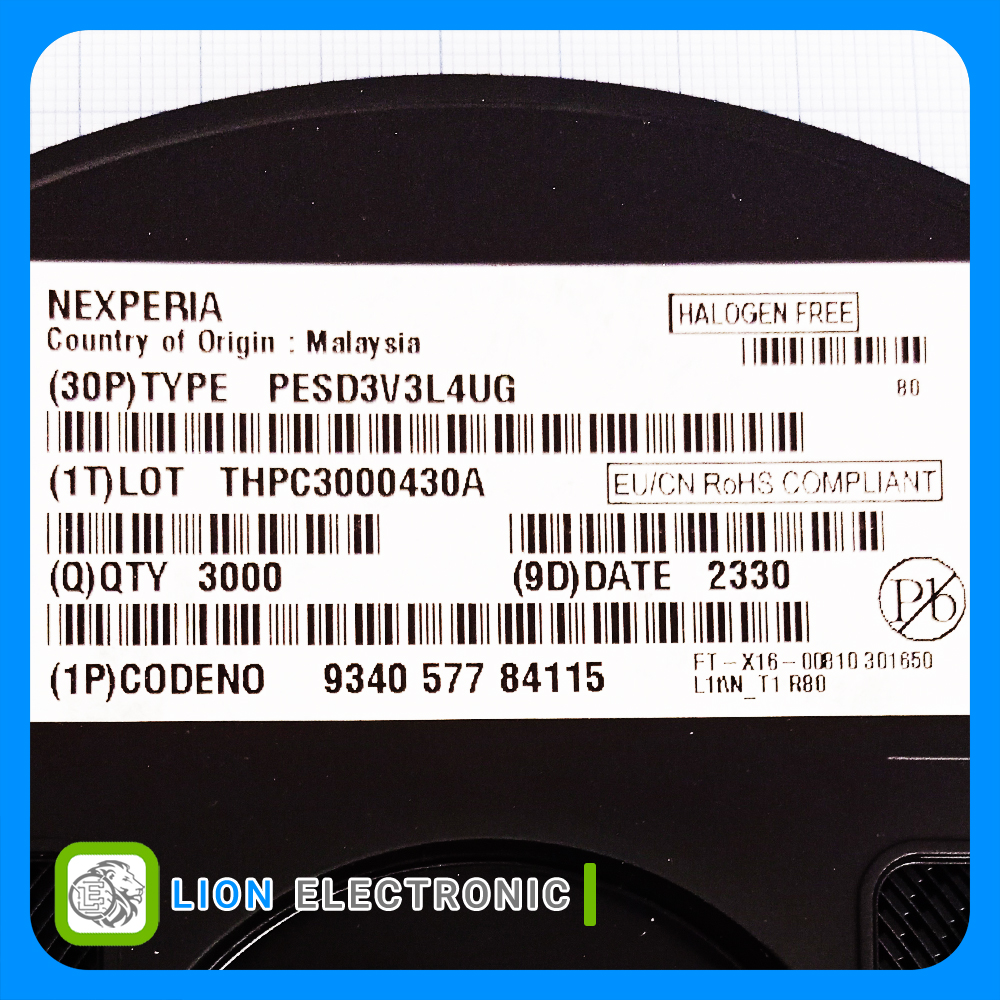 NEXPERIA
HALOGEN FREE
Country of Origin : Malaysia
(30P)TYPE PESD3V3L4UG
80
(1T)LOT THPC3000430A
EU/CN RoHS COMPLIANT
(Q)QTY 3000
(9D)DATE 2330
Pb
(1P)CODENO 9340 577 84115
FT-X16-00810 301650
T1 R80
LION ELECTRONIC